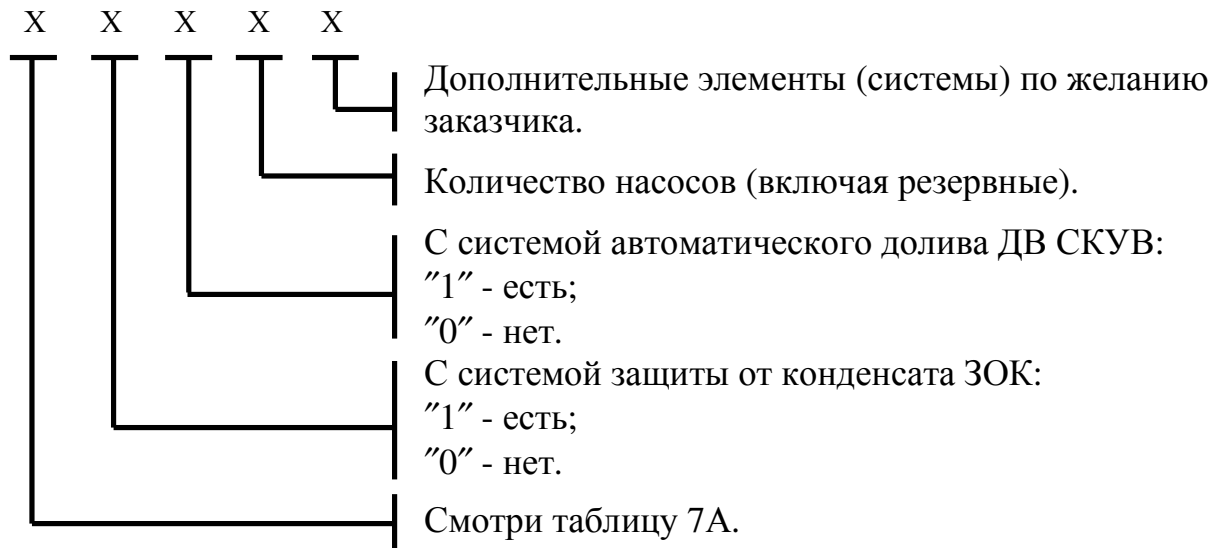 X X X X X
Дополнительные элементы (системы) по желанию
заказчика.
Количество насосов (включая резервные).
С системой автоматического долива ДВ СКУВ:
″1″ - есть;
″0″ - нет.
С системой защиты от конденсата ЗОК:
″1″ - есть;
″0″ - нет.
Смотри таблицу 7А.